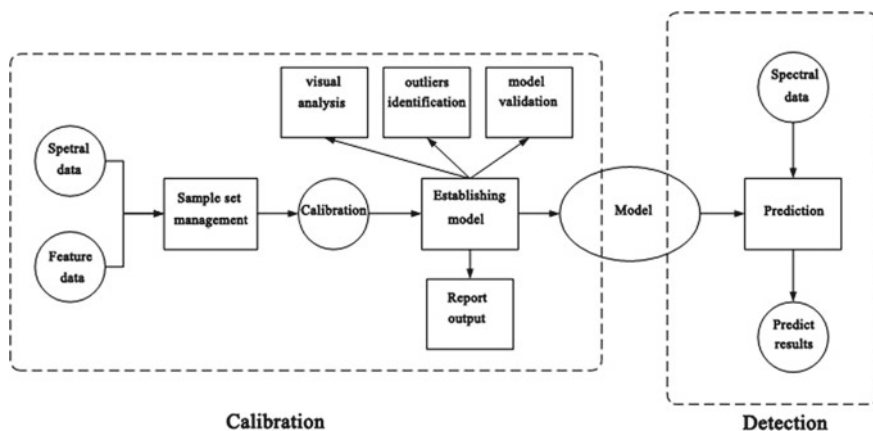 visual
analysis
outliers
identification
model
validation
Spetral
data
Feature
data
Sample set
management
Calibration
Establishing
model
Report
output
Model
Spectral
data
Prediction
Predict
results
Calibration
Detection